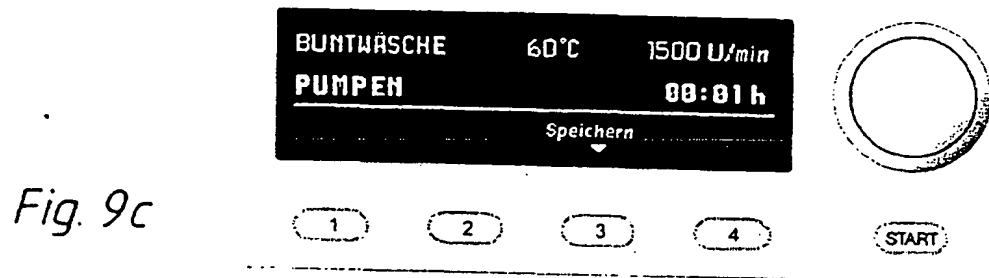 BUNTWÄSCHE 60°C 1500 U/min
PUMPEN 00:01 h
Speichern
1 2 3 4 START
Fig. 9c